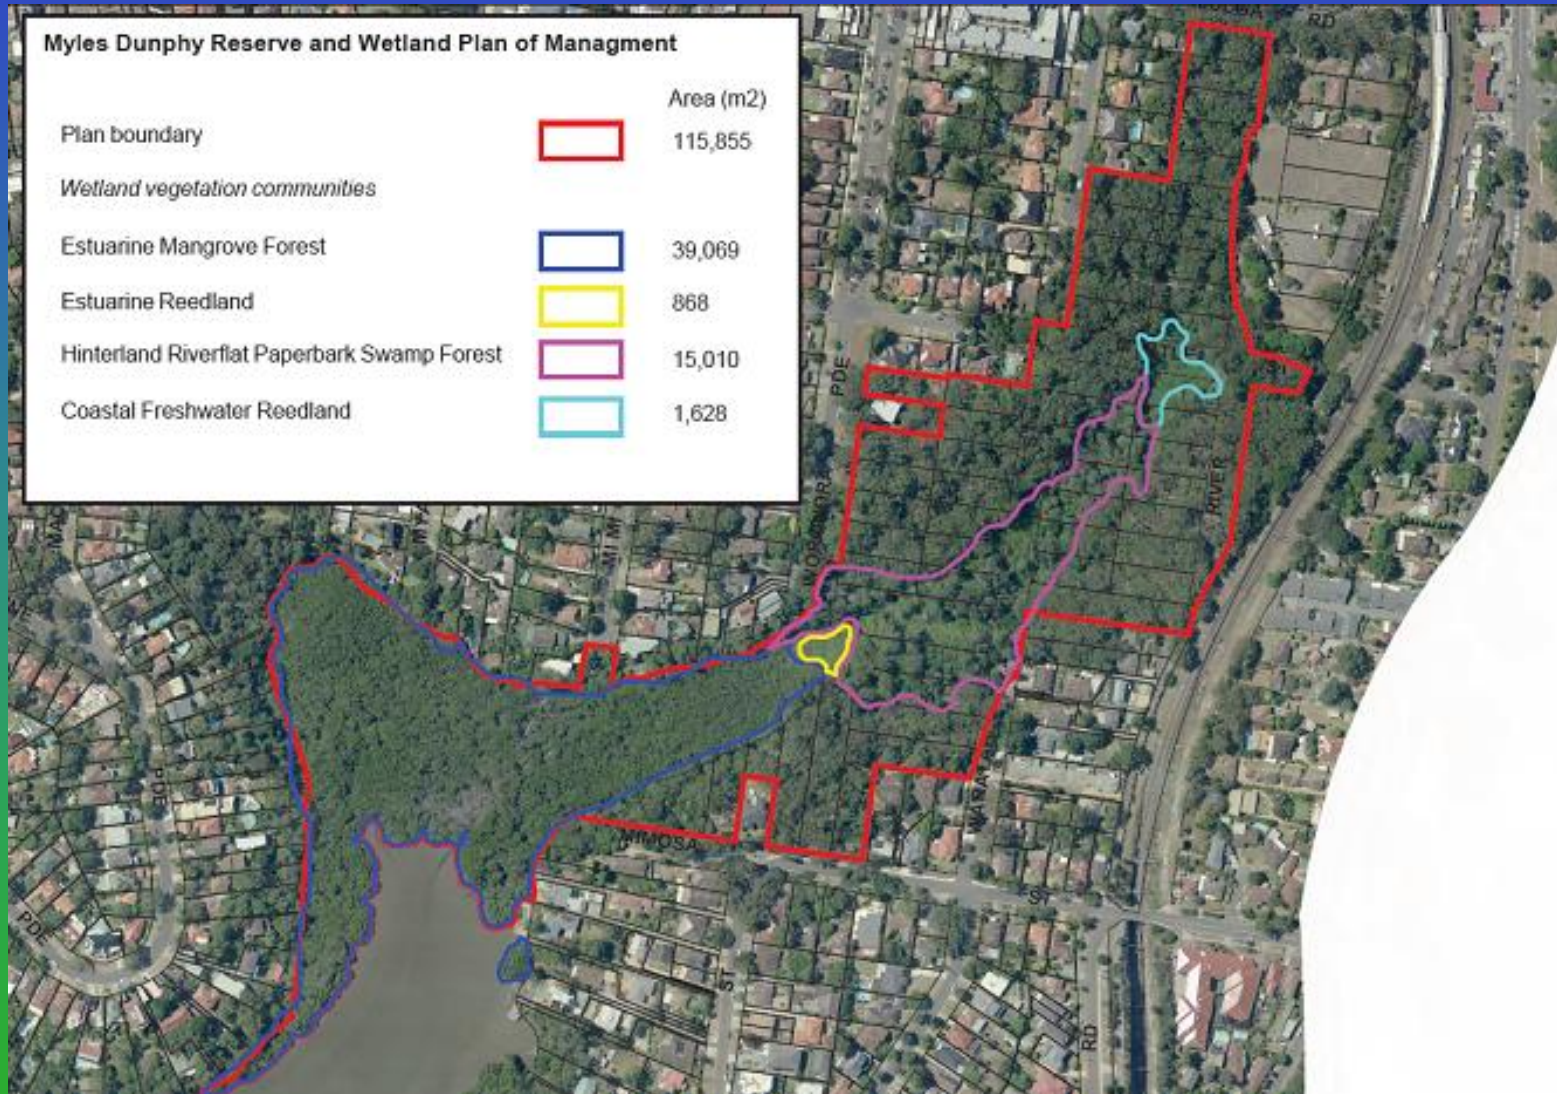 Myles Dunphy Reserve and Wetland Plan of Managment
Area (m2)
Plan boundary 115,855
Wetland vegetation communities
Estuarine Mangrove Forest 39,069
Estuarine Reedland 868
Hinterland Riverflat Paperbark Swamp Forest 15,010
Coastal Freshwater Reedland 1,628
RD
PDE
RIVER
PDE
ST
RD